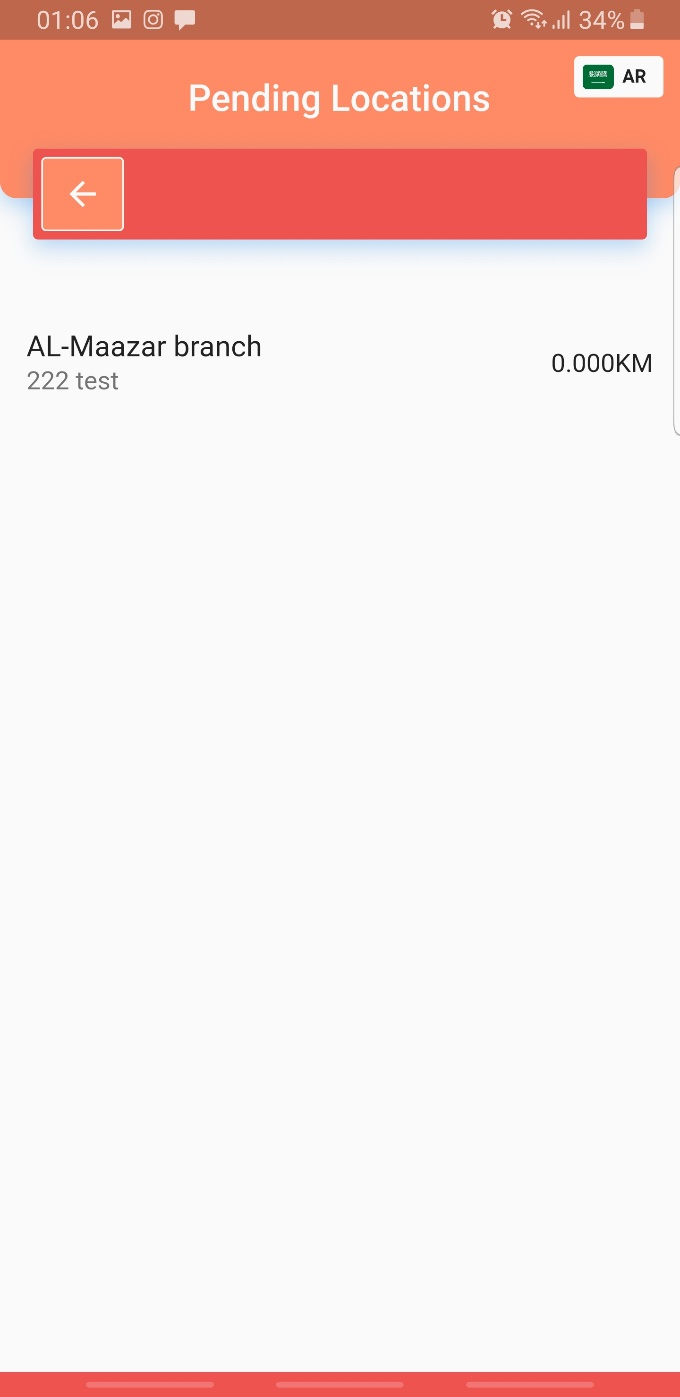 01:06 34%
AR
Pending Locations
AL-Maazar branch
222 test
0.000KM